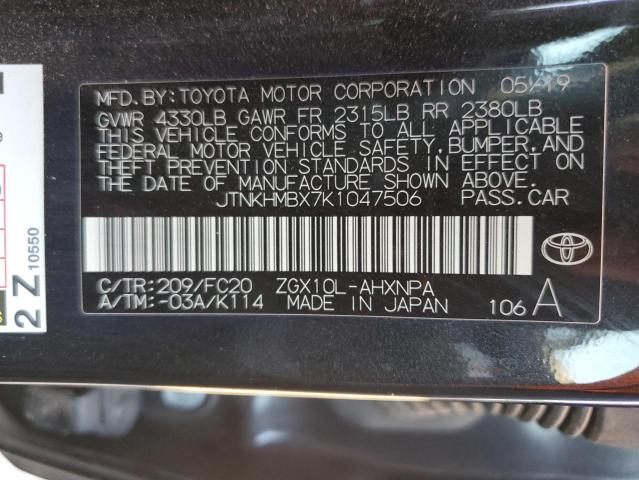 MFD.BY:TOYOTA MOTOR CORPORATION 05/19
GVWR 4330LB GAWR FR 2315LB RR 2380LB
THIS VEHICLE CONFORMS TO ALL APPLICABLE
FEDERAL MOTOR VEHICLE SAFETY,BUMPER,AND
THEFT PREVENTION STANDARDS IN EFFECT ON
THE DATE OF MANUFACTURE SHOWN ABOVE.
JTNKHMBX7K1047506 PASS.CAR
C/TR:209/FC20 ZGX10L-AHXNPA
A/TM:-03A/K114 MADE IN JAPAN 106 A
2 Z 10550